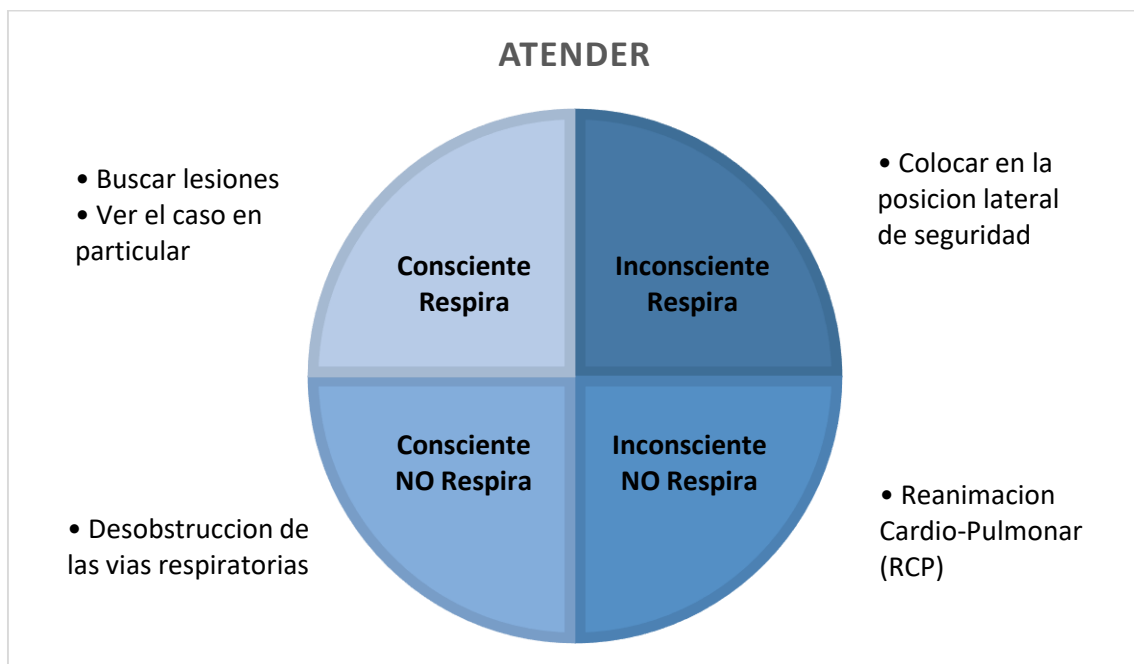 ATENDER
• Buscar lesiones
• Ver el caso en
particular
Consciente
Respira
Inconsciente
Respira
• Colocar en la
posicion lateral
de seguridad
• Desobstruccion de
las vias respiratorias
Consciente
NO Respira
Inconsciente
NO Respira
• Reanimacion
Cardio-Pulmonar
(RCP)